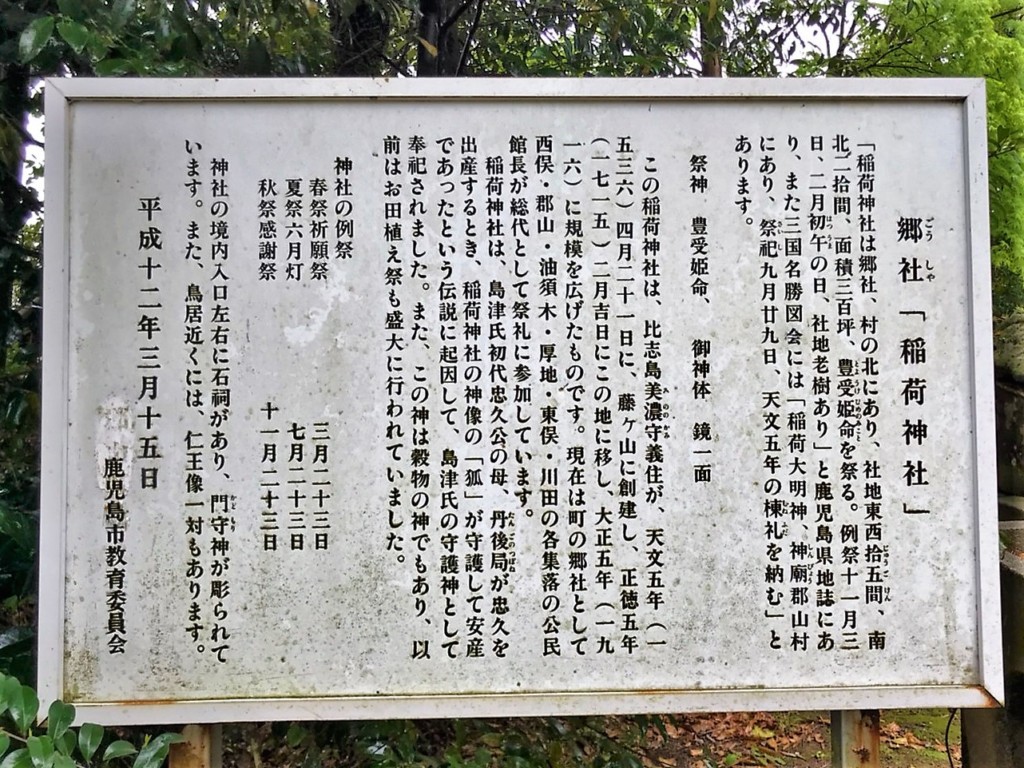 郷社「稲荷神社」
「稲荷神社は郷社、村の北にあり、社地東西拾五間、南
北二拾間、面積三百坪、豊受姫命を祭る。例祭十一月三
日、二月初午の日、社地老樹あり」と鹿児島県地誌にあ
り、また三国名勝図会には「稲荷大明神、神廟郡山村
にあり、祭祀九月廿九日、天文五年の棟礼を納む」と
あります。
祭神　豊受姫命、　御神体　鏡一面
この稲荷神社は、比志島美濃守義住が、天文五年（一
五三六）四月二十一日に、藤ヶ山に創建し、正徳五年
（一七一五）二月吉日にこの地に移し、大正五年（一九
一六）に規模を広げたものです。現在は町の郷社として
西俣・郡山・油須木・厚地・東俣・川田の各集落の公民
館長が総代として祭礼に参加しています。
稲荷神社は、島津氏初代忠久公の母、丹後局が忠久を
出産するとき、稲荷神社の神像の「狐」が守護して安産
であったという伝説に起因して、島津氏の守護神として
奉祀されました。また、この神は穀物の神でもあり、以
前はお田植え祭も盛大に行われていました。
神社の例祭
春祭祈願祭　三月二十三日
夏祭六月灯　七月二十三日
秋祭感謝祭　十一月二十三日
神社の境内入口左右に石祠があり、門守神が彫られて
います。また、鳥居近くには、仁王像一対もあります。
平成十二年三月十五日
鹿児島市教育委員会